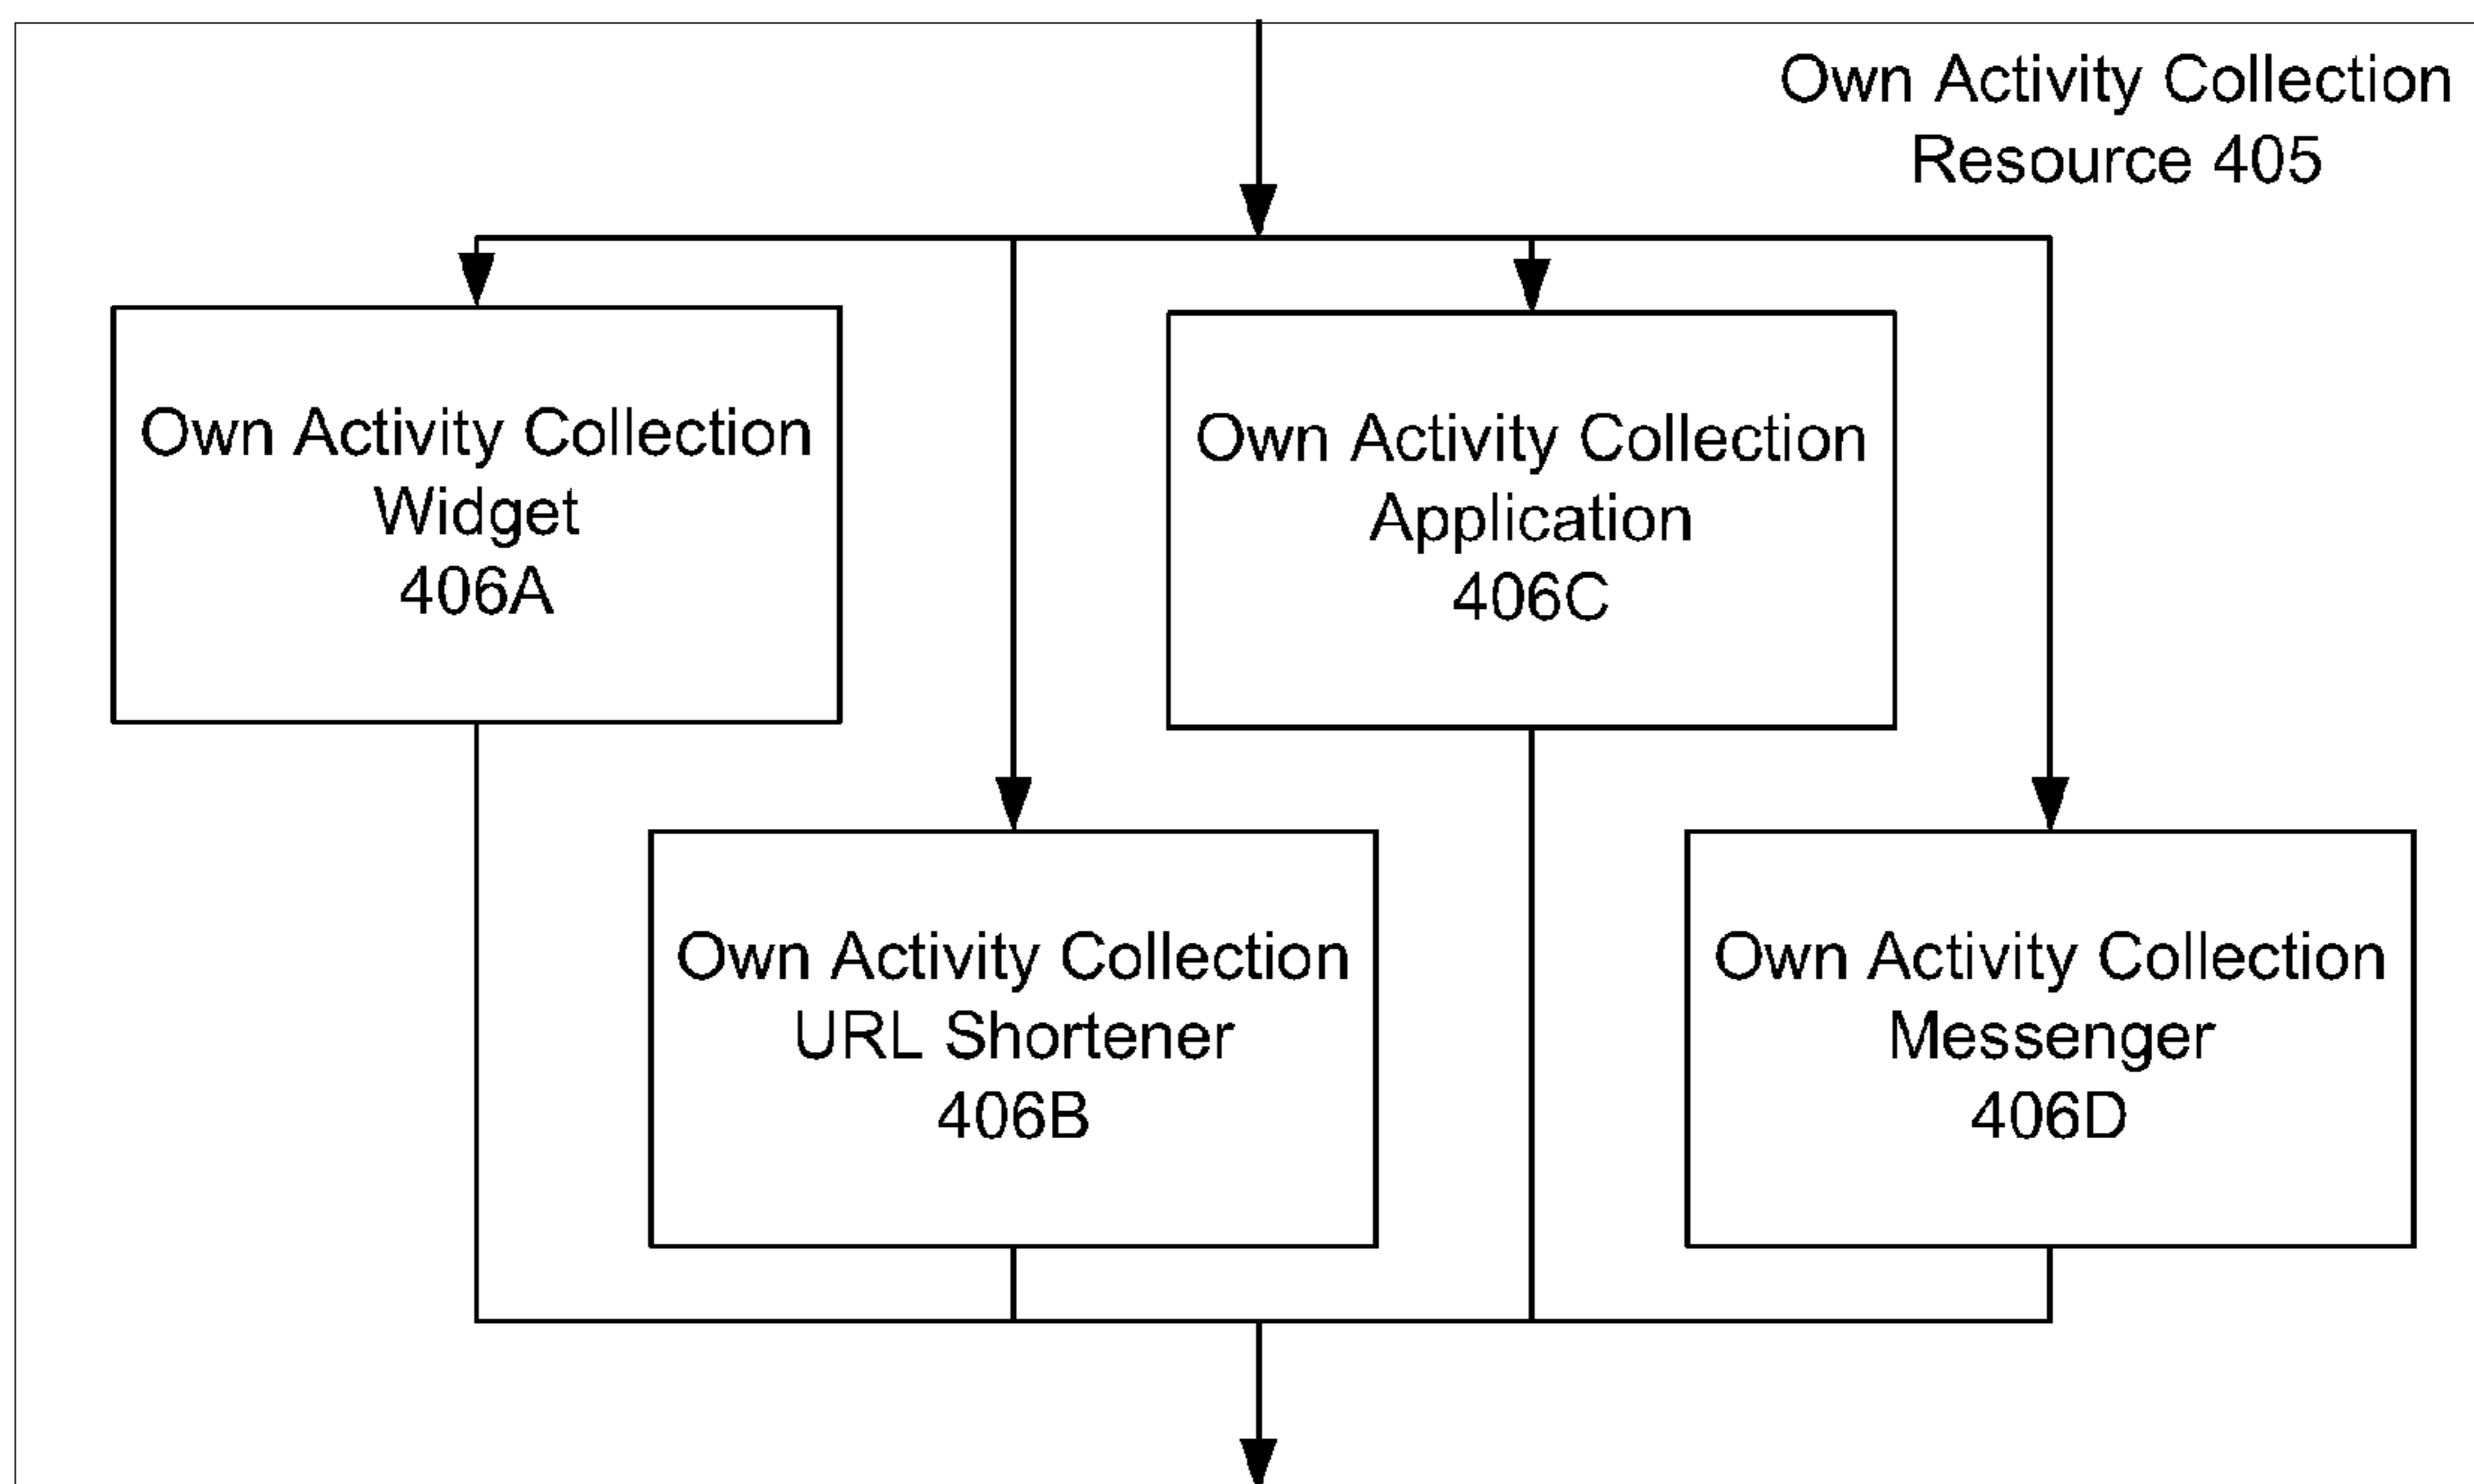 Own Activity Collection
Resource 405
Own Activity Collection
Widget
406A
Own Activity Collection
Application
406C
Own Activity Collection
URL Shortener
406B
Own Activity Collection
Messenger
406D